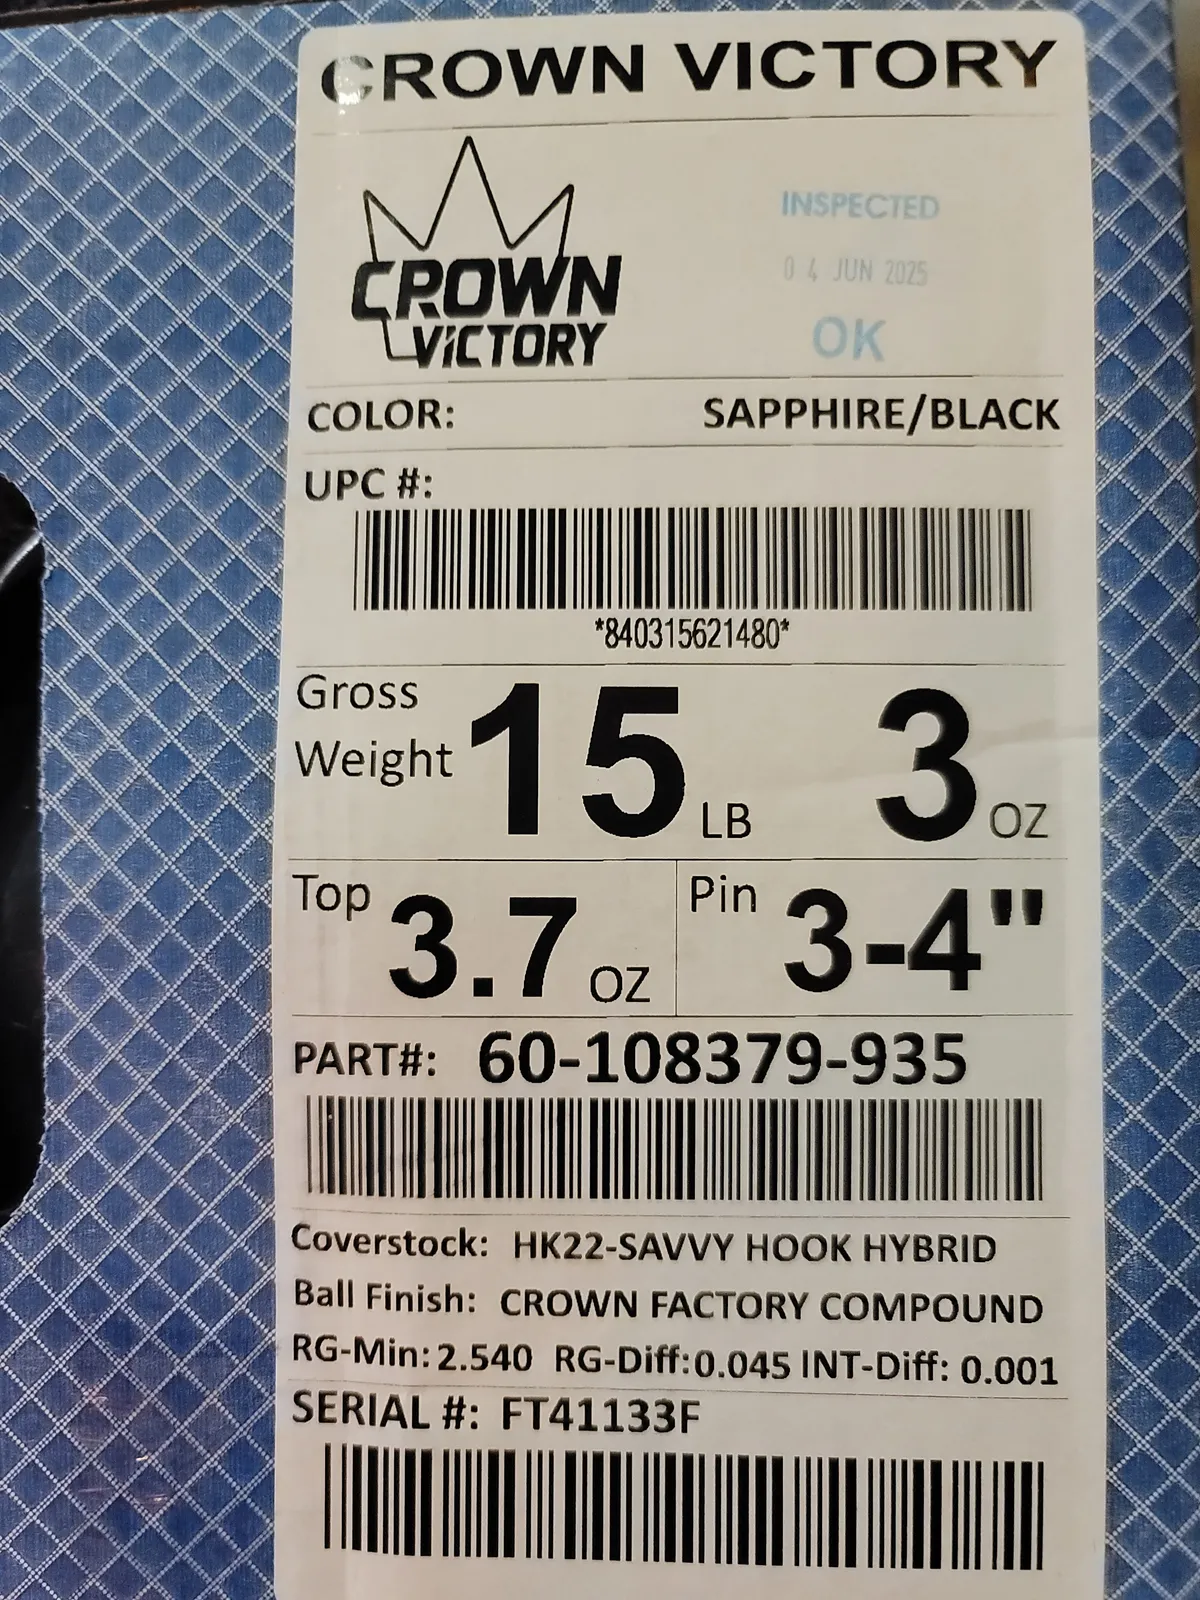 CROWN VICTORY
CROWN
VICTORY
INSPECTED
04 JUN 2025
OK
COLOR: SAPPHIRE/BLACK
UPC #:
*840315621480*
Gross Weight 15 LB 3 OZ
Top 3.7 OZ Pin 3-4"
PART#: 60-108379-935
Coverstock: HK22-SAVVY HOOK HYBRID
Ball Finish: CROWN FACTORY COMPOUND
RG-Min: 2.540 RG-Diff: 0.045 INT-Diff: 0.001
SERIAL #: FT41133F